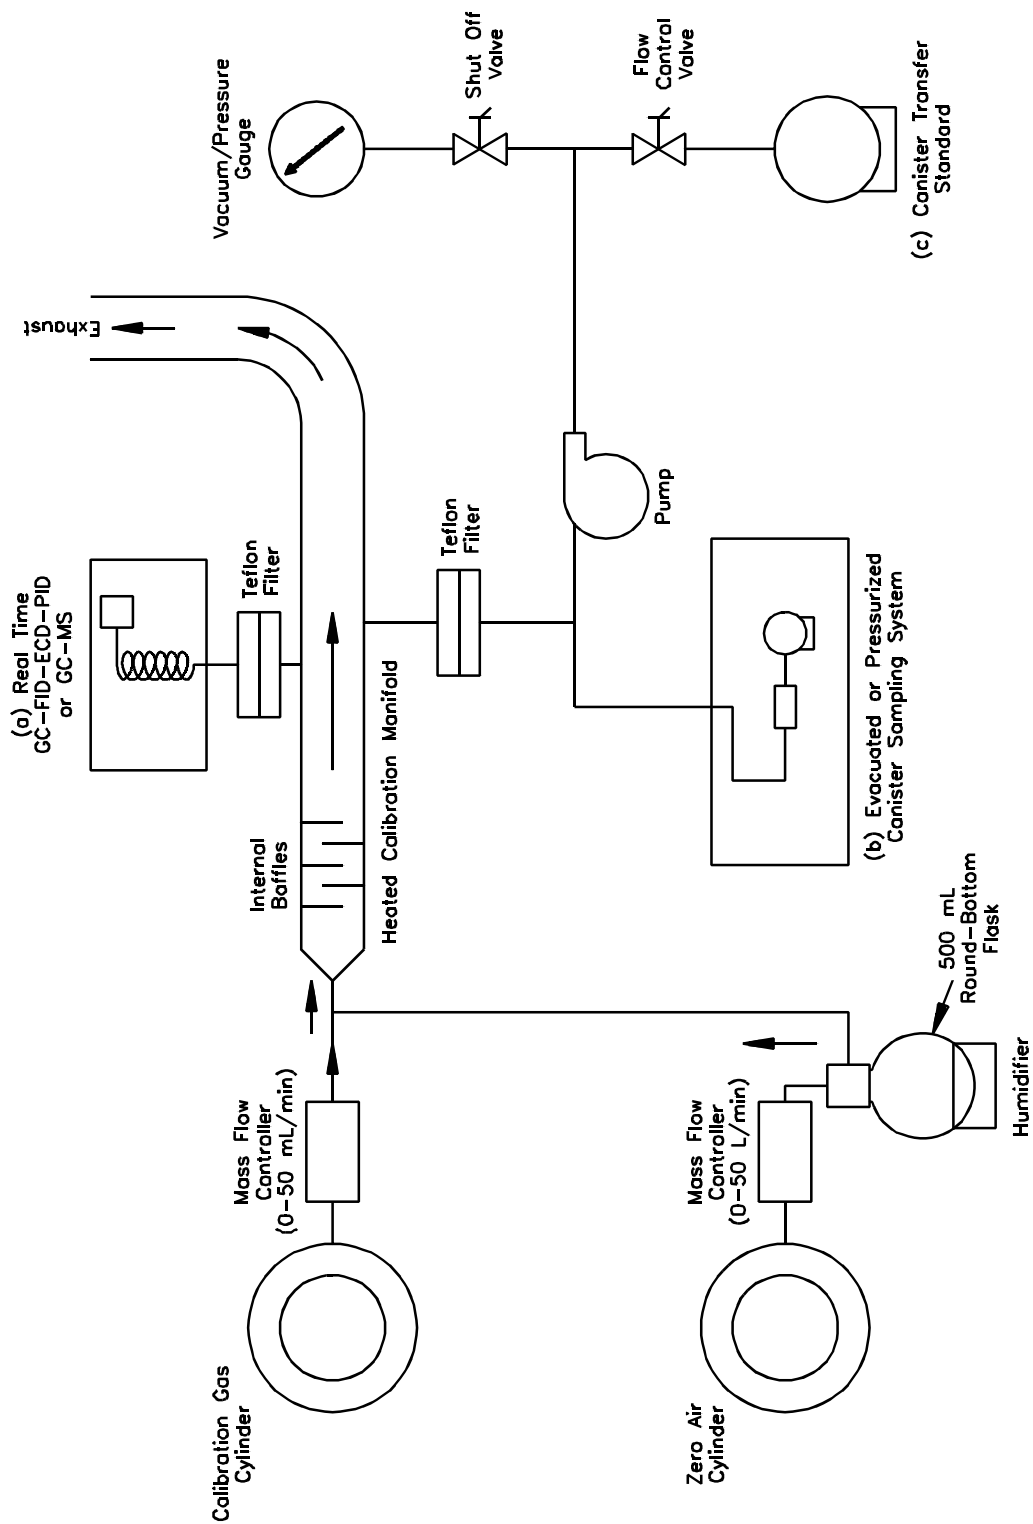 (a) Real Time
GC-FID-ECD-PID
or GC-MS
Teflon
Filter
Exhaust
Vacuum/Pressure
Gauge
Shut Off
Valve
Flow
Control
Valve
(c) Canister Transfer
Standard
Internal
Baffles
Heated Calibration Manifold
Teflon
Filter
Pump
(b) Evacuated or Pressurized
Canister Sampling System
Calibration Gas
Cylinder
Mass Flow
Controller
(0-50 mL/min)
Zero Air
Cylinder
Mass Flow
Controller
(0-50 L/min)
500 mL
Round-Bottom
Flask
Humidifier